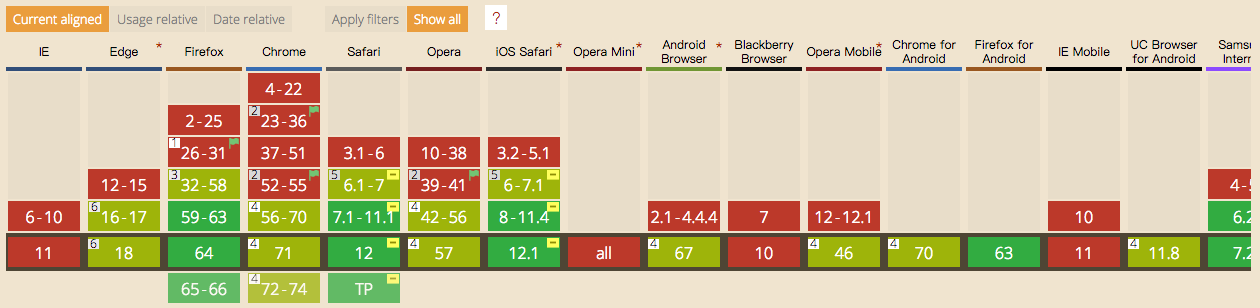 Current aligned Usage relative Date relative Apply filters Show all ?
IE Edge * Firefox Chrome Safari Opera iOS Safari * Opera Mini * Android Browser * Blackberry Browser Opera Mobile * Chrome for Android Firefox for Android IE Mobile UC Browser for Android Samsu Intern
4-22
2-25 2 23-36
1 26-31 37-51 3.1-6 10-38 3.2-5.1
12-15 3 32-58 2 52-55 5 6.1-7 2 39-41 5 6-7.1 4-5
6-10 6 16-17 59-63 4 56-70 7.1-11.1 4 42-56 8-11.4 2.1-4.4.4 7 12-12.1 10 6.2
11 6 18 64 4 71 12 4 57 12.1 all 4 67 10 4 46 4 70 63 11 4 11.8 7.2
65-66 4 72-74 TP